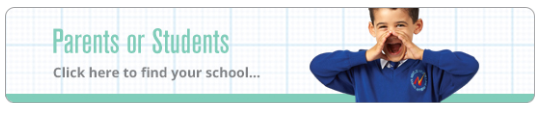 Parents or Students
Click here to find your school...